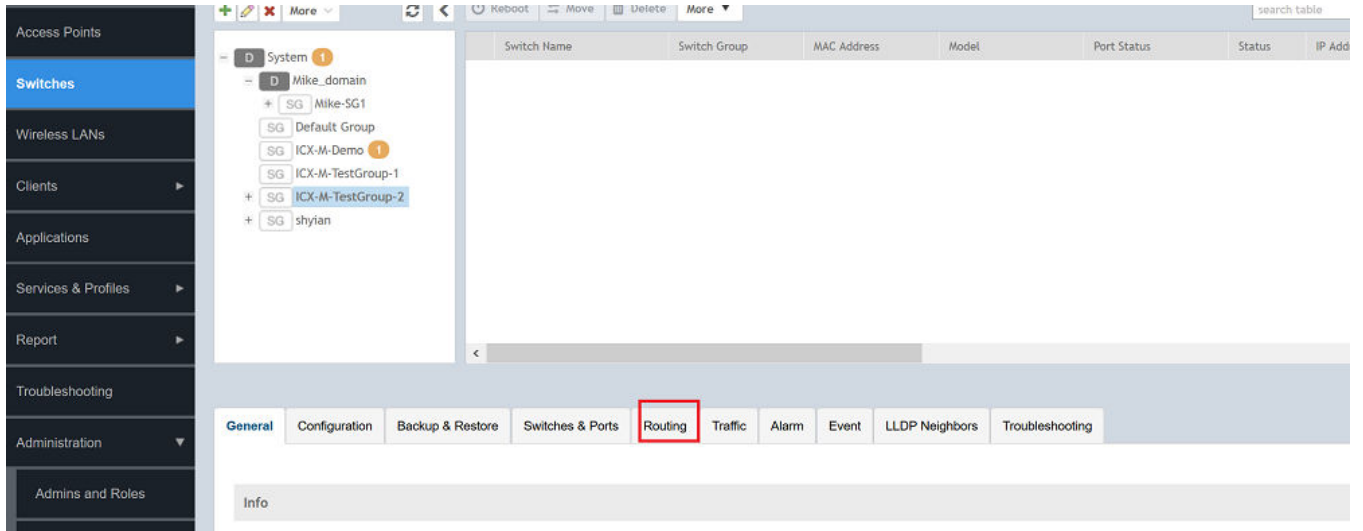 More
Reboot Move Delete More ▼
search table
Access Points
Switches
Wireless LANs
Clients
Applications
Services & Profiles
Report
Troubleshooting
Administration
Admins and Roles
D System 1
D Mike_domain
SG Mike-SG1
SG Default Group
SG ICX-M-Demo 1
SG ICX-M-TestGroup-1
SG ICX-M-TestGroup-2
SG shyian
Switch Name Switch Group MAC Address Model Port Status Status IP Add
General Configuration Backup & Restore Switches & Ports Routing Traffic Alarm Event LLDP Neighbors Troubleshooting
Info